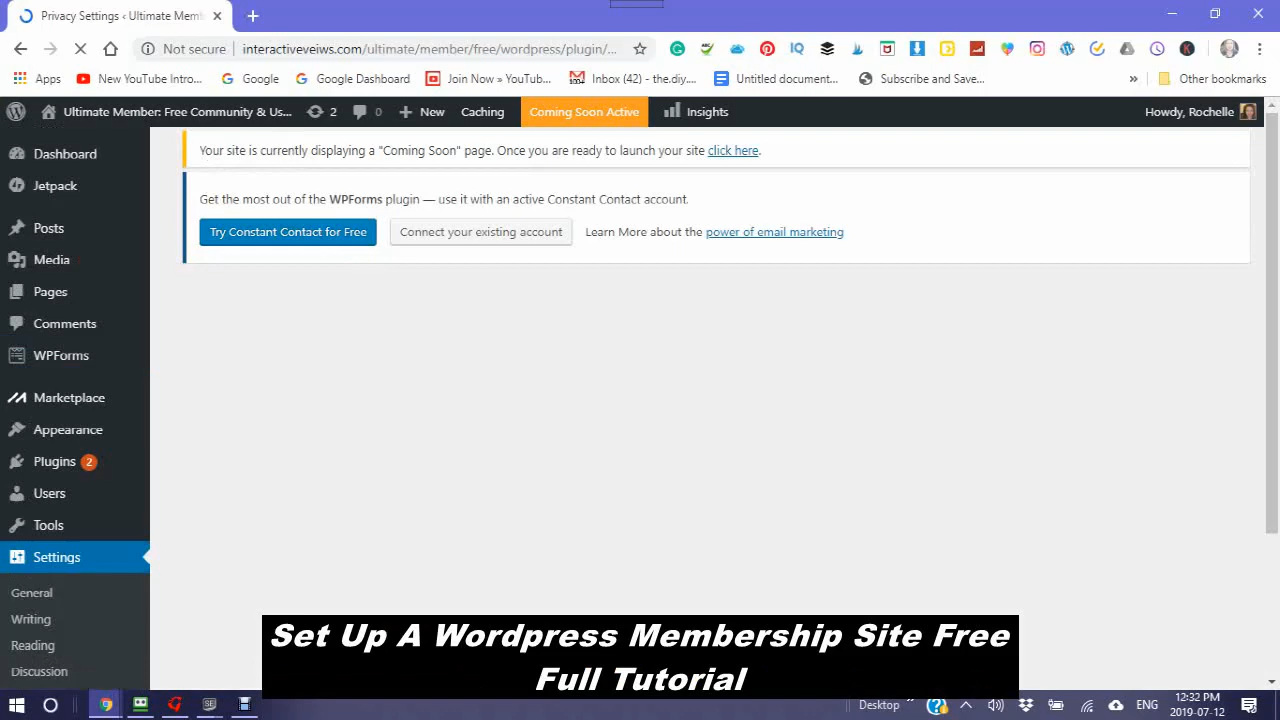 Privacy Settings ‹ Ultimate Memb
Not secure interactiveveiws.com/ultimate/member/free/wordpress/plugin/...
Apps New YouTube Intro... Google Google Dashboard Join Now » YouTub... Inbox (42) - the.diy.... Untitled document... Subscribe and Save... » Other bookmarks
Ultimate Member: Free Community & Us... 2 0 New Caching Coming Soon Active Insights Howdy, Rochelle
Dashboard
Jetpack
Posts
Media
Pages
Comments
WPForms
Marketplace
Appearance
Plugins 2
Users
Tools
Settings
General
Writing
Reading
Discussion
Your site is currently displaying a "Coming Soon" page. Once you are ready to launch your site click here.
Get the most out of the WPForms plugin — use it with an active Constant Contact account.
Try Constant Contact for Free Connect your existing account Learn More about the power of email marketing
Set Up A Wordpress Membership Site Free
Full Tutorial
Desktop » ENG 12:32 PM
2019-07-12